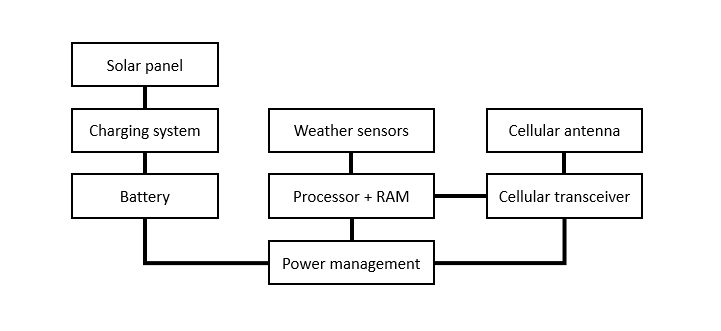 Solar panel
Charging system
Weather sensors
Cellular antenna
Battery
Processor + RAM
Cellular transceiver
Power management